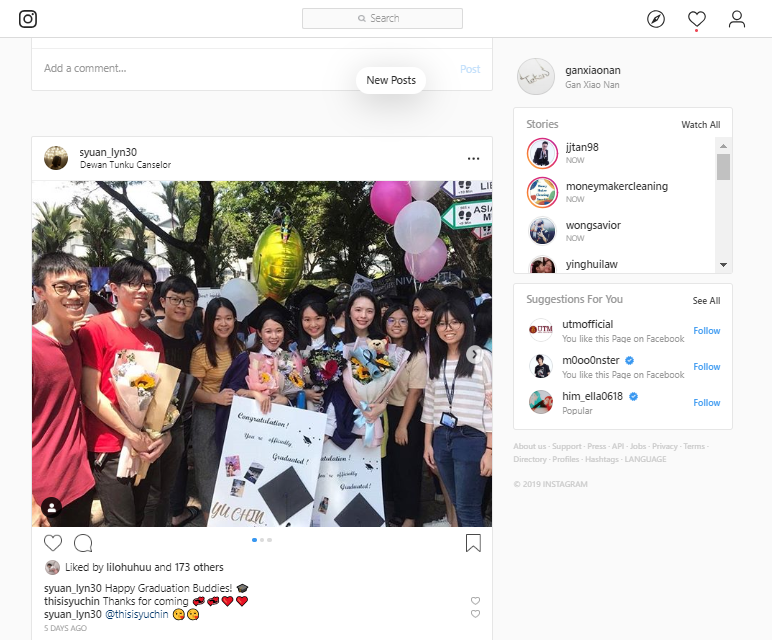 Search
Add a comment...
Post
New Posts
ganxiaonan
Gan Xiao Nan
Stories
Watch All
jjtan98
NOW
moneymakercleaning
NOW
wongsavior
NOW
yinghuilaw
Suggestions For You
See All
utmofficial
You like this Page on Facebook
Follow
m0oo0nster
You like this Page on Facebook
Follow
him_ella0618
Popular
Follow
About us · Support · Press · API · Jobs · Privacy · Terms ·
Directory · Profiles · Hashtags · LANGUAGE
© 2019 INSTAGRAM
syuan_lyn30
Dewan Tunku Canselor
LIB
ASIA
M
Congratulation!
You're officially
Graduated!
YU CHIN
tulation!
officially
Graduated!
Liked by lilohuhuu and 173 others
syuan_lyn30 Happy Graduation Buddies! 🎓
thisisyuchin Thanks for coming 💕💕❤️❤️
syuan_lyn30 @thisisyuchin 😘😘
5 DAYS AGO